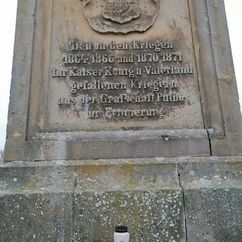 Den in den Kriegen
1864 1866 und 1870 1871
für Kaiser König u Vaterland
gefallenen Kriegern
aus der Grafschaft
zur Erinnerung